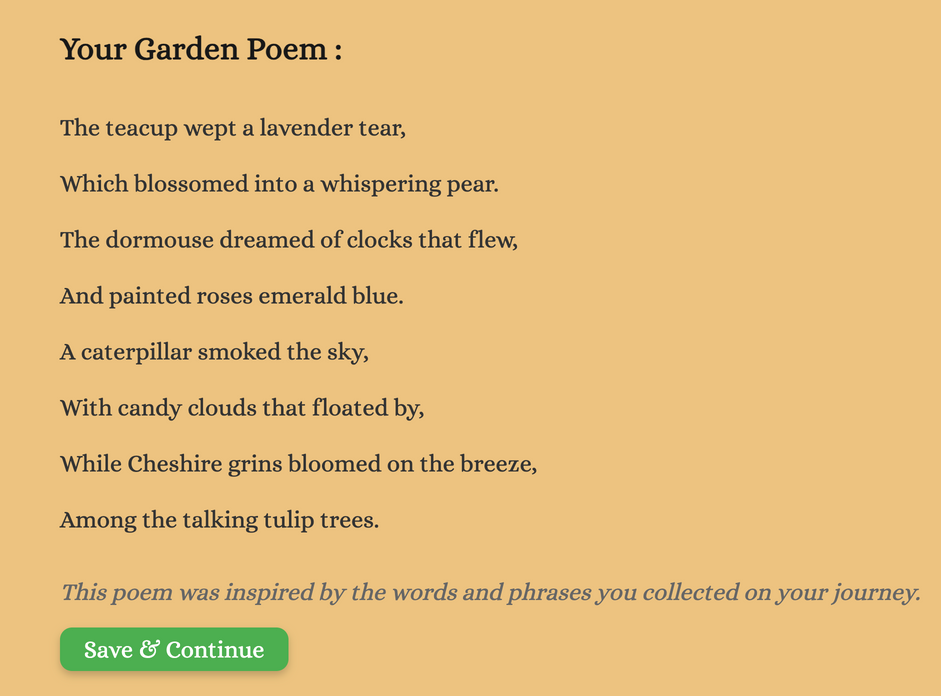 Your Garden Poem :
The teacup wept a lavender tear,
Which blossomed into a whispering pear.
The dormouse dreamed of clocks that flew,
And painted roses emerald blue.
A caterpillar smoked the sky,
With candy clouds that floated by,
While Cheshire grins bloomed on the breeze,
Among the talking tulip trees.
This poem was inspired by the words and phrases you collected on your journey.
Save & Continue